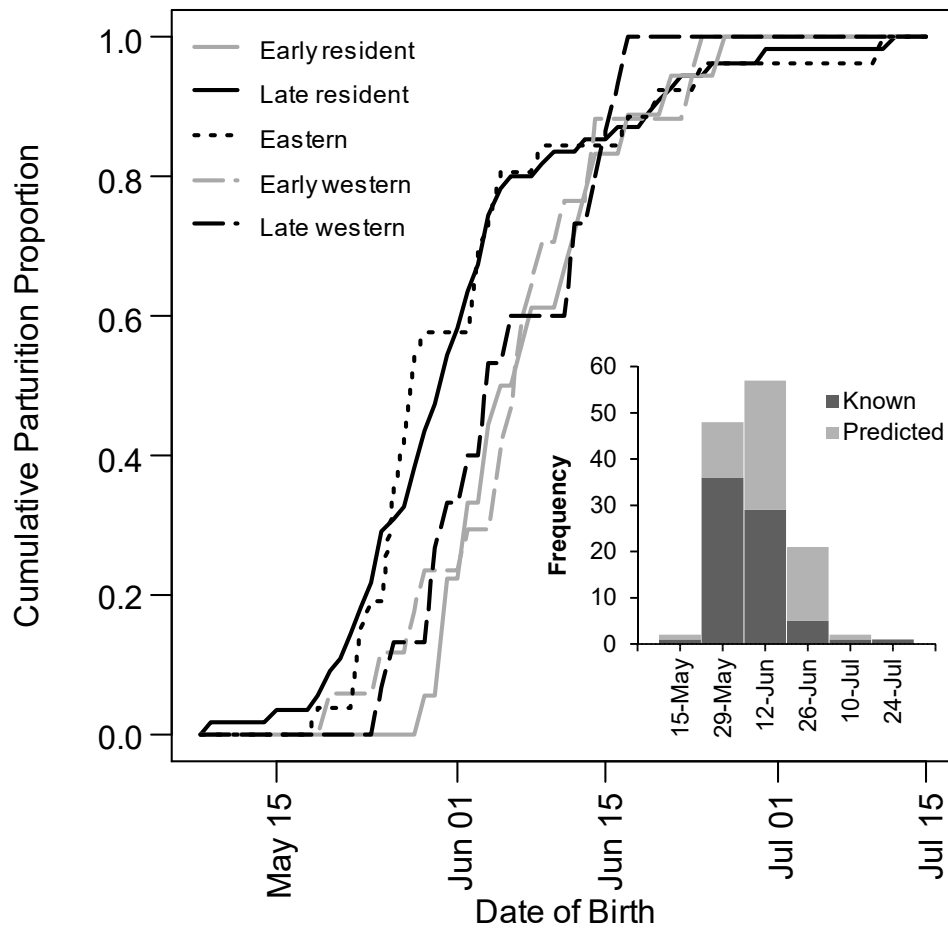 Cumulative Parturition Proportion
1.0
0.8
0.6
0.4
0.2
0.0
Early resident
Late resident
Eastern
Early western
Late western
May 15
Jun 01
Jun 15
Jul 01
Jul 15
Date of Birth
Frequency
60
50
40
30
20
10
0
Known
Predicted
15-May
29-May
12-Jun
26-Jun
10-Jul
24-Jul